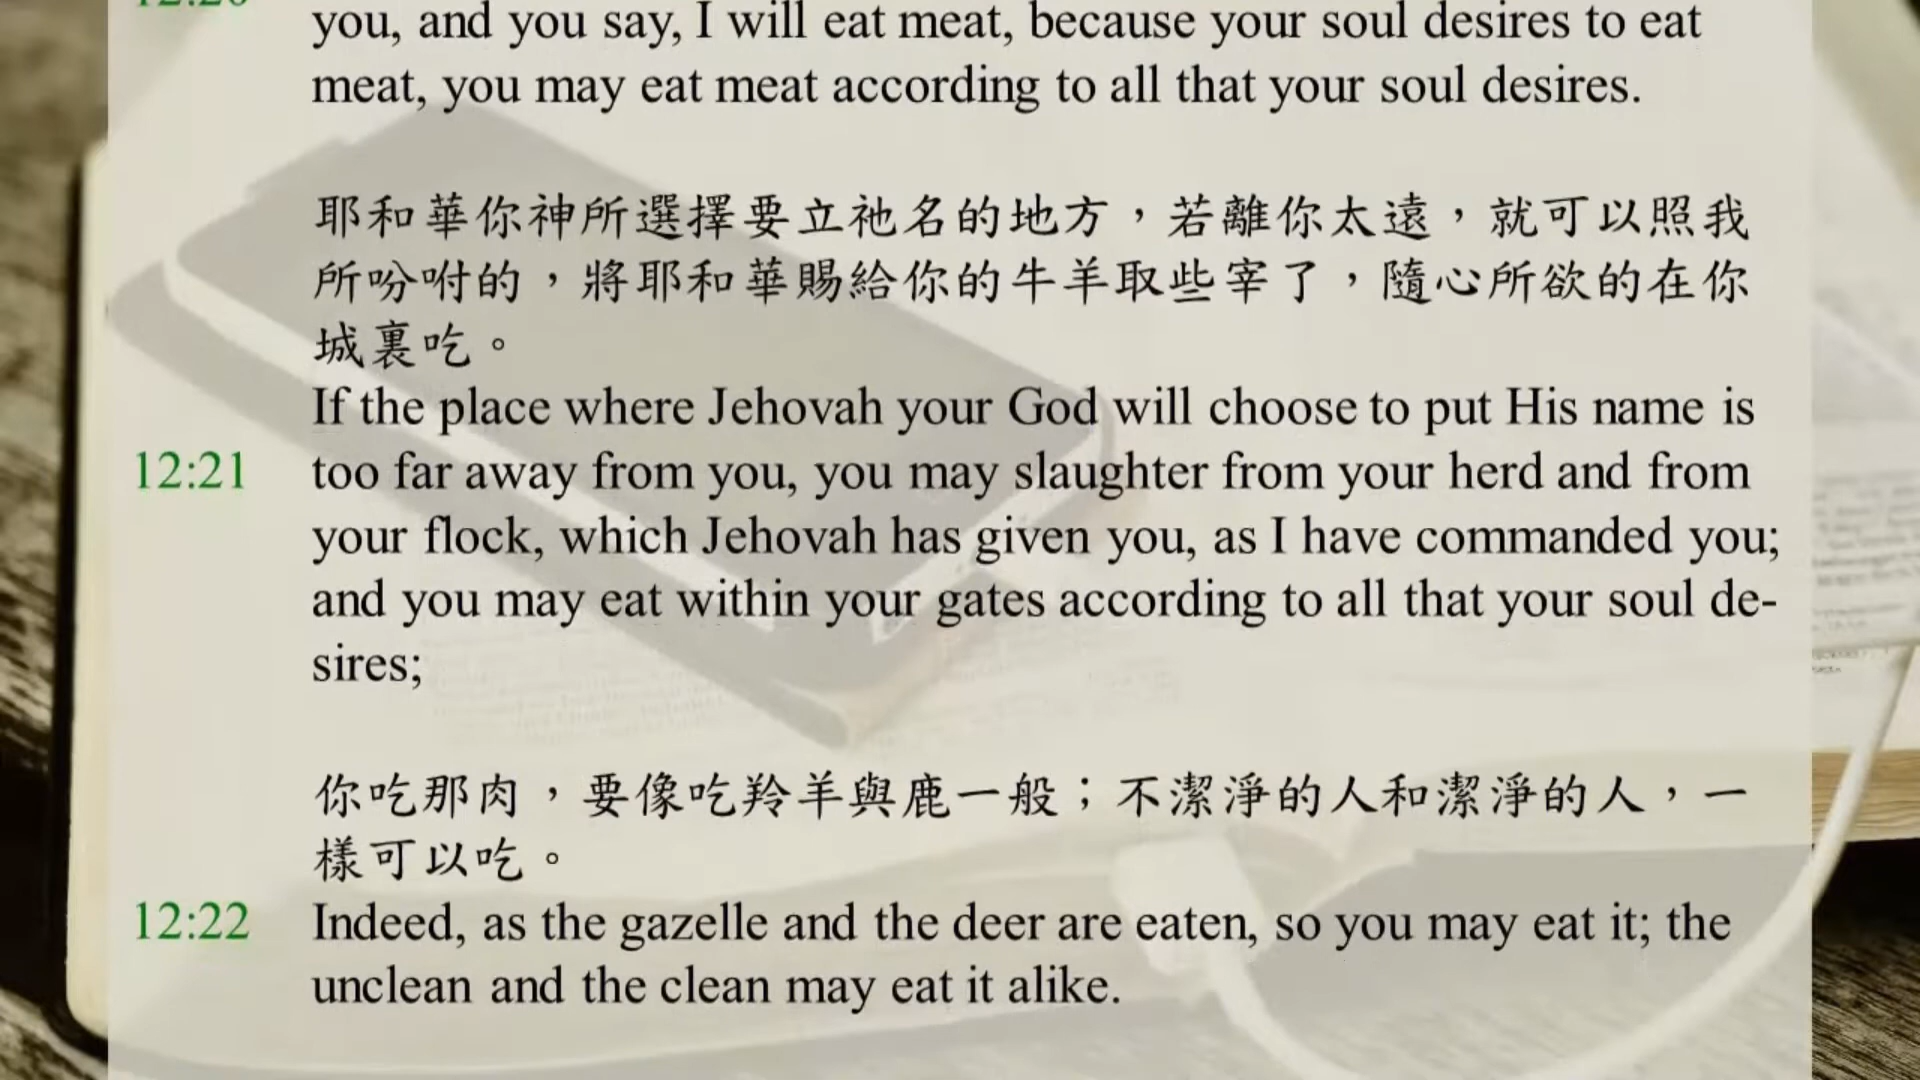 you, and you say, I will eat meat, because your soul desires to eat
meat, you may eat meat according to all that your soul desires.
耶和華你神所選擇要立祂名的地方，若離你太遠，就可以照我
所吩咐的，將耶和華賜給你的牛羊取些宰了，隨心所欲的在你
城裏吃。
If the place where Jehovah your God will choose to put His name is
12:21 too far away from you, you may slaughter from your herd and from
your flock, which Jehovah has given you, as I have commanded you;
and you may eat within your gates according to all that your soul de-
sires;
你吃那肉，要像吃羚羊與鹿一般；不潔淨的人和潔淨的人，一
樣可以吃。
12:22 Indeed, as the gazelle and the deer are eaten, so you may eat it; the
unclean and the clean may eat it alike.